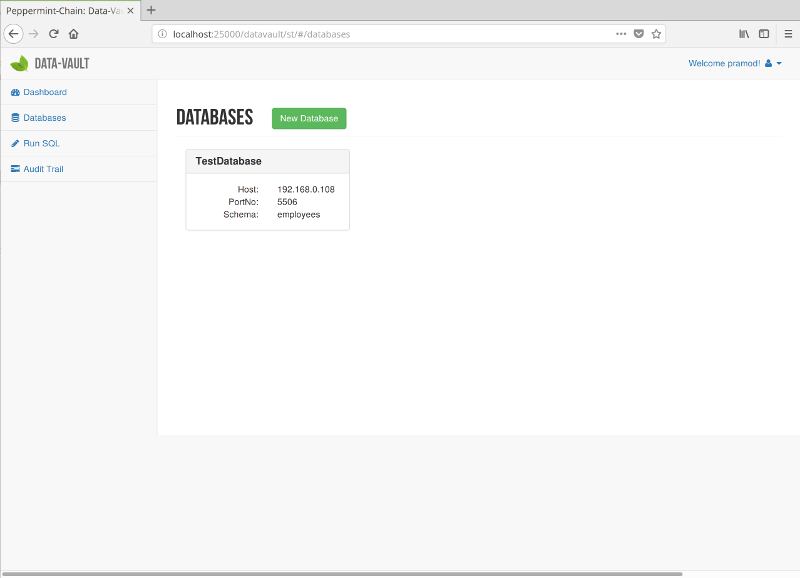 Peppermint-Chain: Data-Va
localhost:25000/datavault/st/#/databases
DATA-VAULT
Welcome pramod!
Dashboard
Databases
Run SQL
Audit Trail
DATABASES
New Database
TestDatabase
Host: 192.168.0.108
PortNo: 5506
Schema: employees